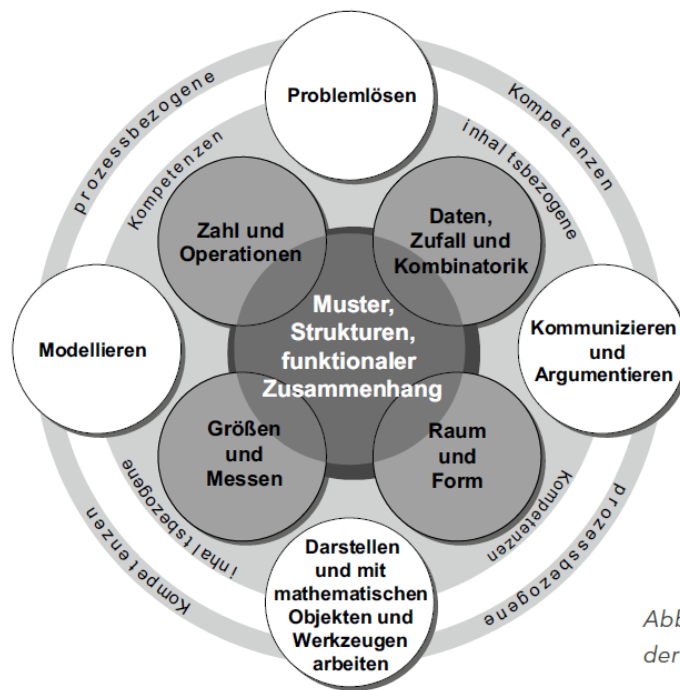 Problemlösen
prozessbezogene
Kompetenzen
Kompetenzen
inhaltsbezogene
Zahl und
Operationen
Daten,
Zufall und
Kombinatorik
Muster,
Strukturen,
funktionaler
Zusammenhang
Modellieren
Kommunizieren
und
Argumentieren
Größen
und
Messen
Raum
und
Form
inhaltsbezogene
Kompetenzen
Kompetenzen
prozessbezogene
Darstellen
und mit
mathematischen
Objekten und
Werkzeugen
arbeiten
Abb
der